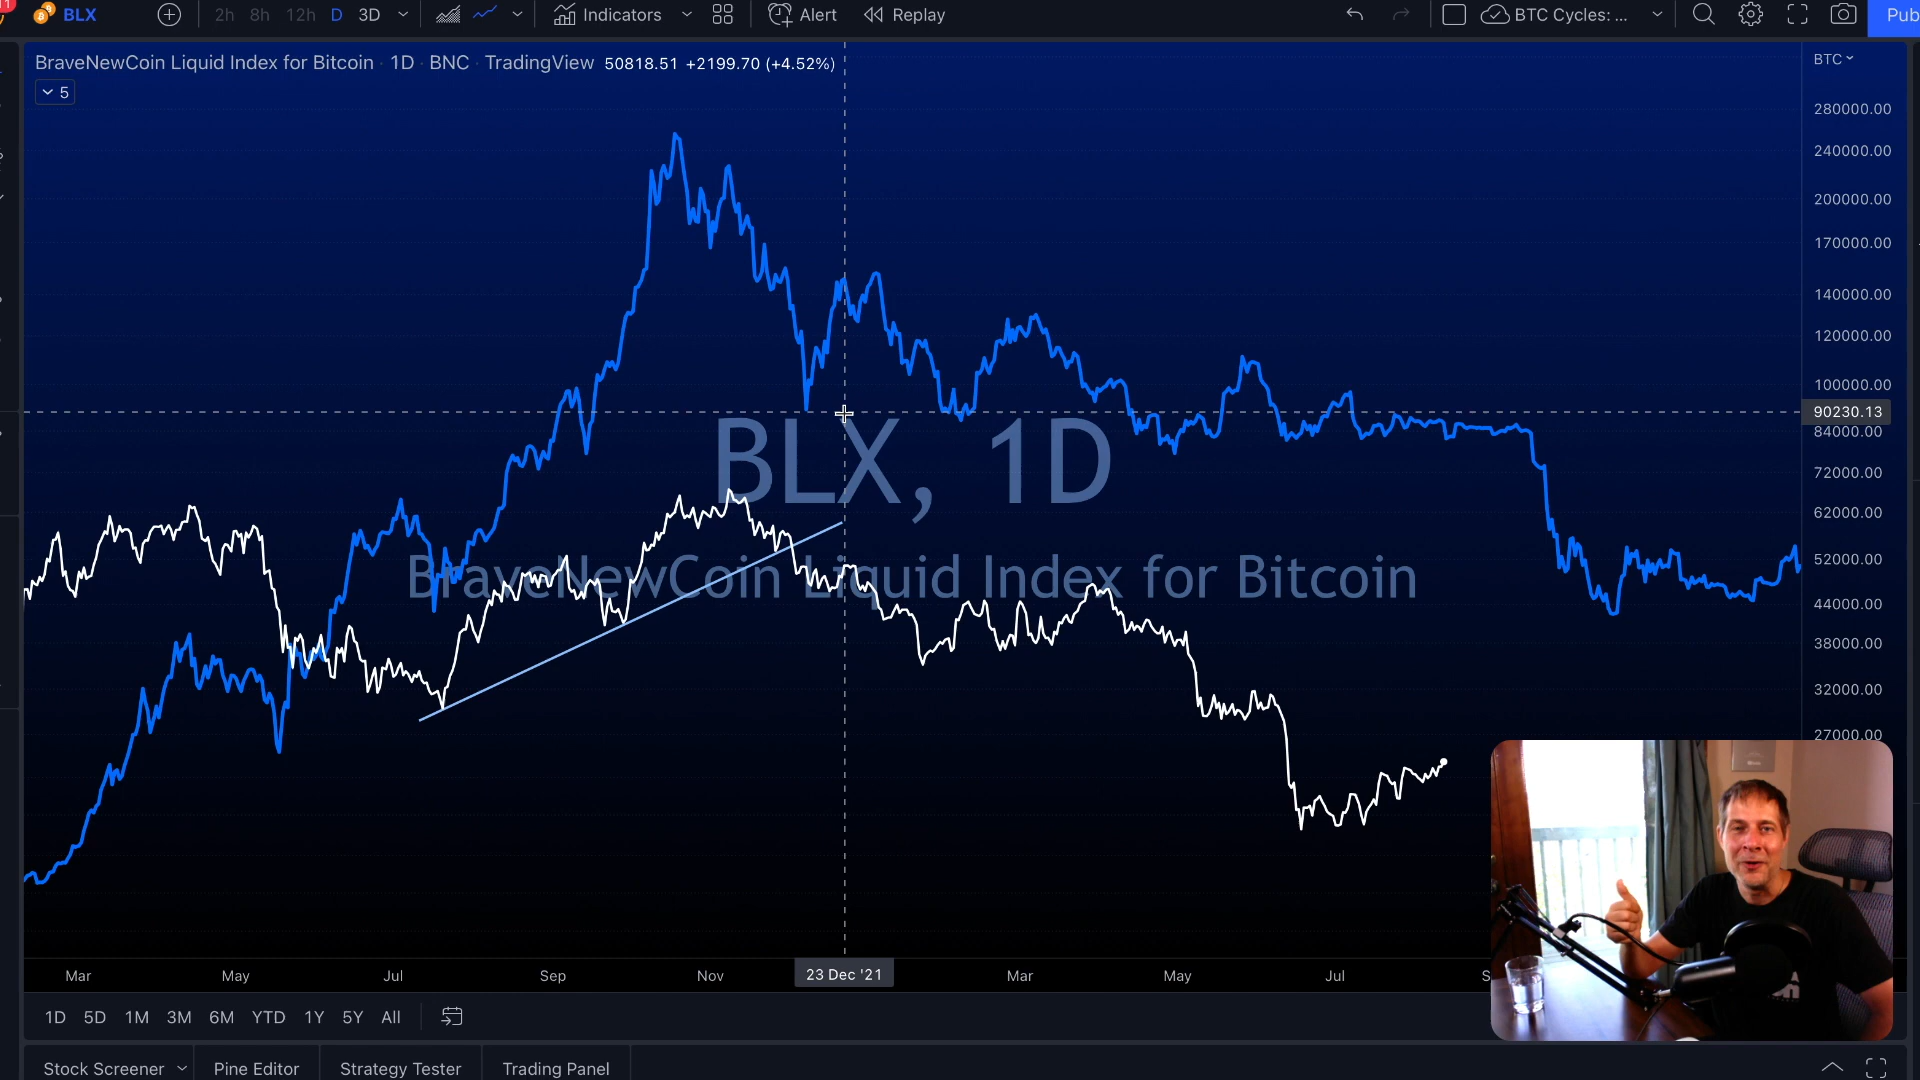 11
BLX
2h 8h 12h D 3D
Indicators
Alert
Replay
BTC Cycles: ...
Pub
BraveNewCoin Liquid Index for Bitcoin · 1D · BNC · TradingView 50818.51 +2199.70 (+4.52%)
5
BTC
280000.00
240000.00
200000.00
170000.00
140000.00
120000.00
100000.00
90230.13
84000.00
72000.00
62000.00
52000.00
44000.00
38000.00
32000.00
27000.00
BLX, 1D
BraveNewCoin Liquid Index for Bitcoin
Mar May Jul Sep Nov 23 Dec '21 Mar May Jul S
1D 5D 1M 3M 6M YTD 1Y 5Y All
Stock Screener Pine Editor Strategy Tester Trading Panel